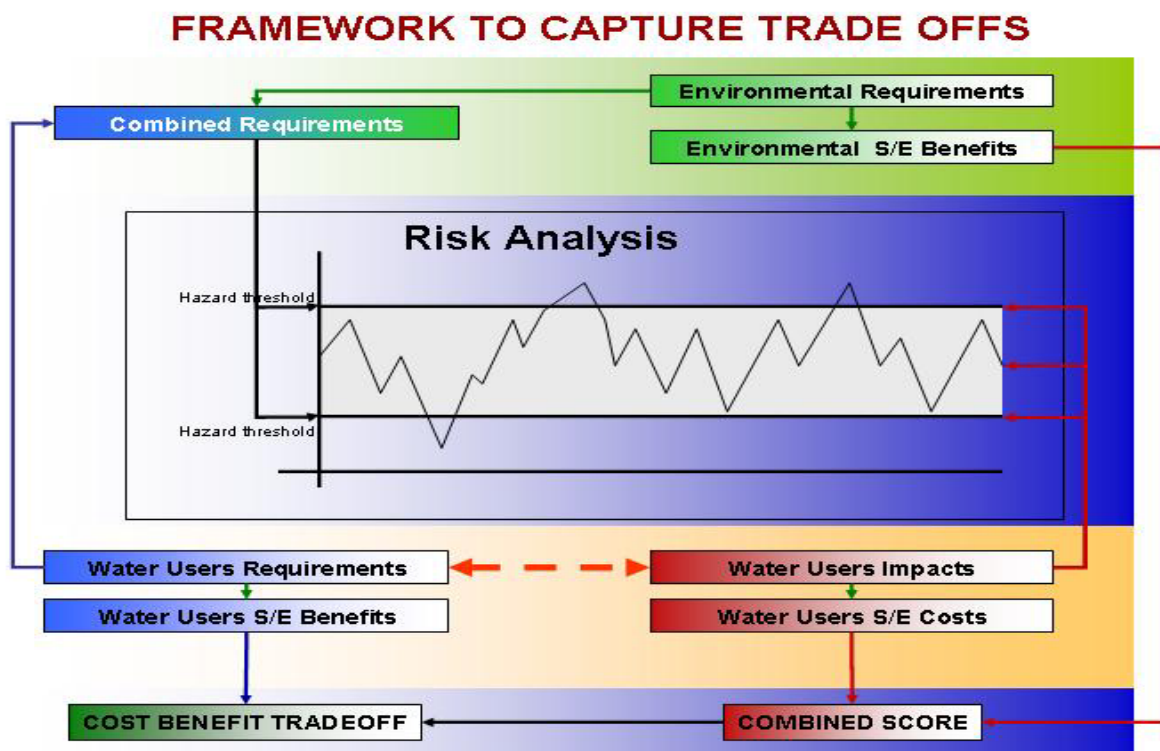 FRAMEWORK TO CAPTURE TRADE OFFS
Environmental Requirements
Combined Requirements
Environmental S/E Benefits
Risk Analysis
Hazard threshold
Hazard threshold
Water Users Requirements
Water Users Impacts
Water Users S/E Benefits
Water Users S/E Costs
COST BENEFIT TRADEOFF
COMBINED SCORE